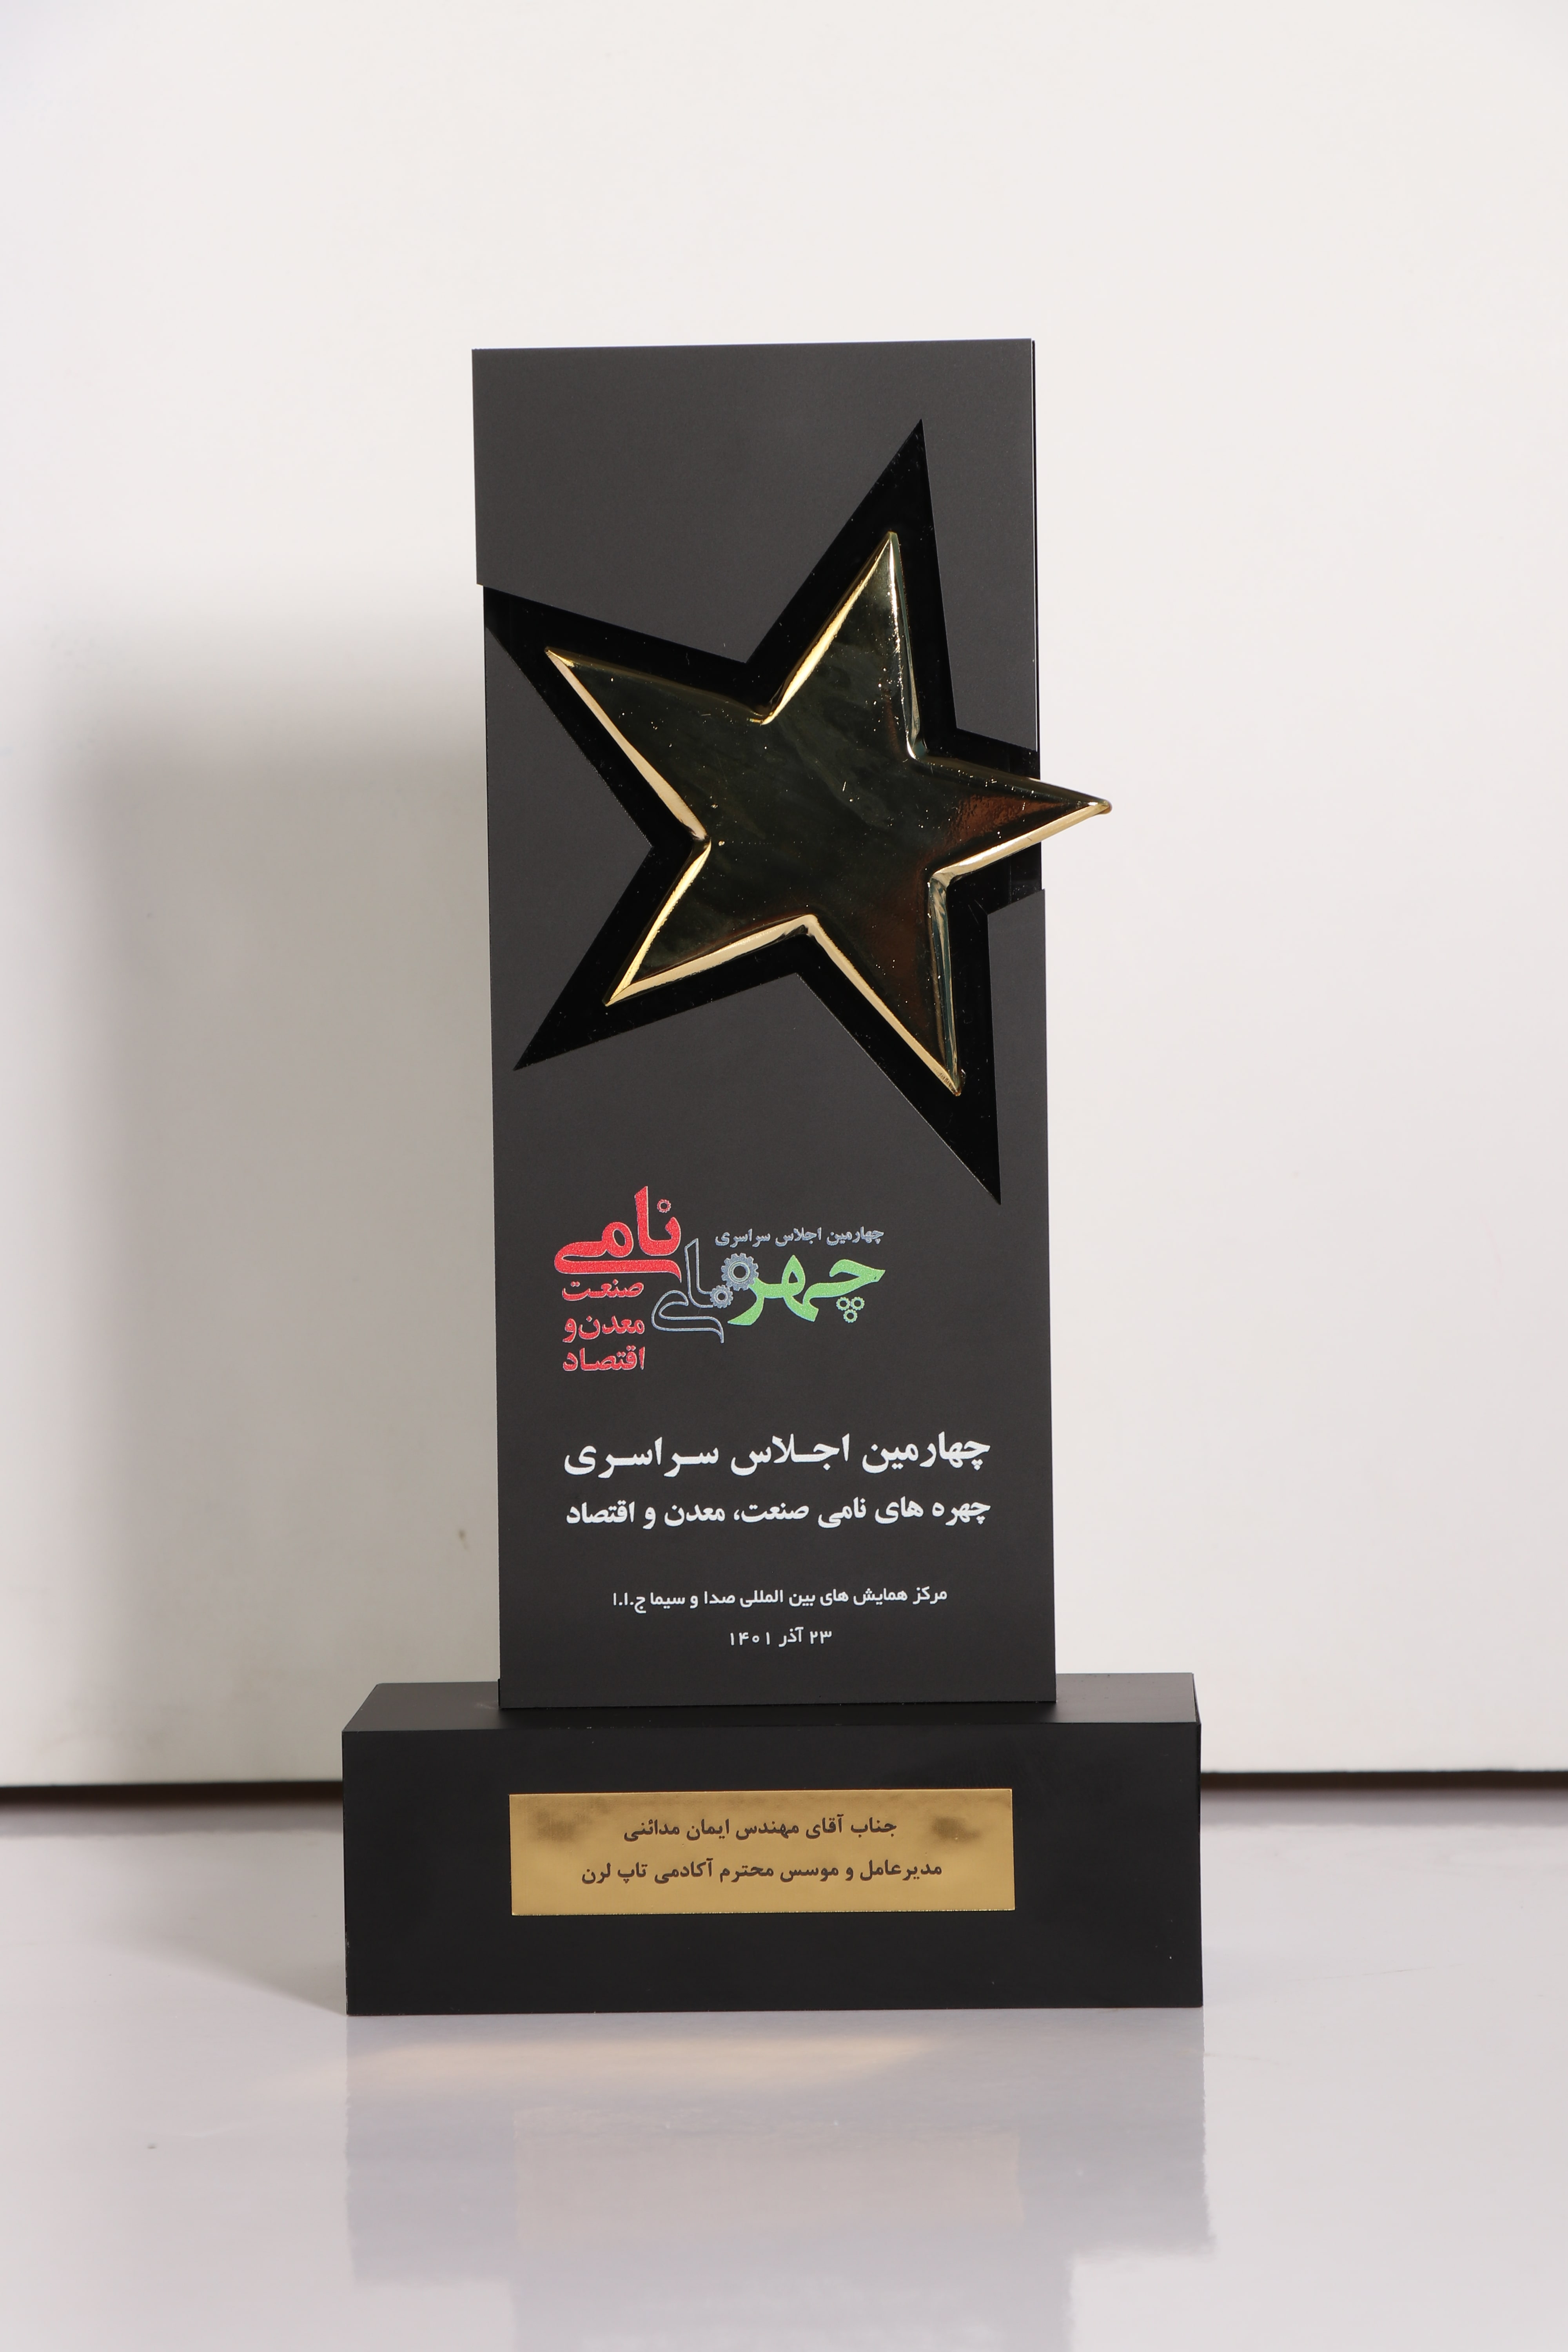 چهارمین اجلاس سراسری
چهره‌های نامی
صنعت
معدن و
اقتصاد
چهارمین اجلاس سراسری
چهره های نامی صنعت، معدن و اقتصاد
مرکز همایش های بین المللی صدا و سیما ج.ا.ا
۲۳ آذر ۱۴۰۱
جناب آقای مهندس ایمان مدائنی
مدیرعامل و موسس محترم آکادمی تاپ لرن